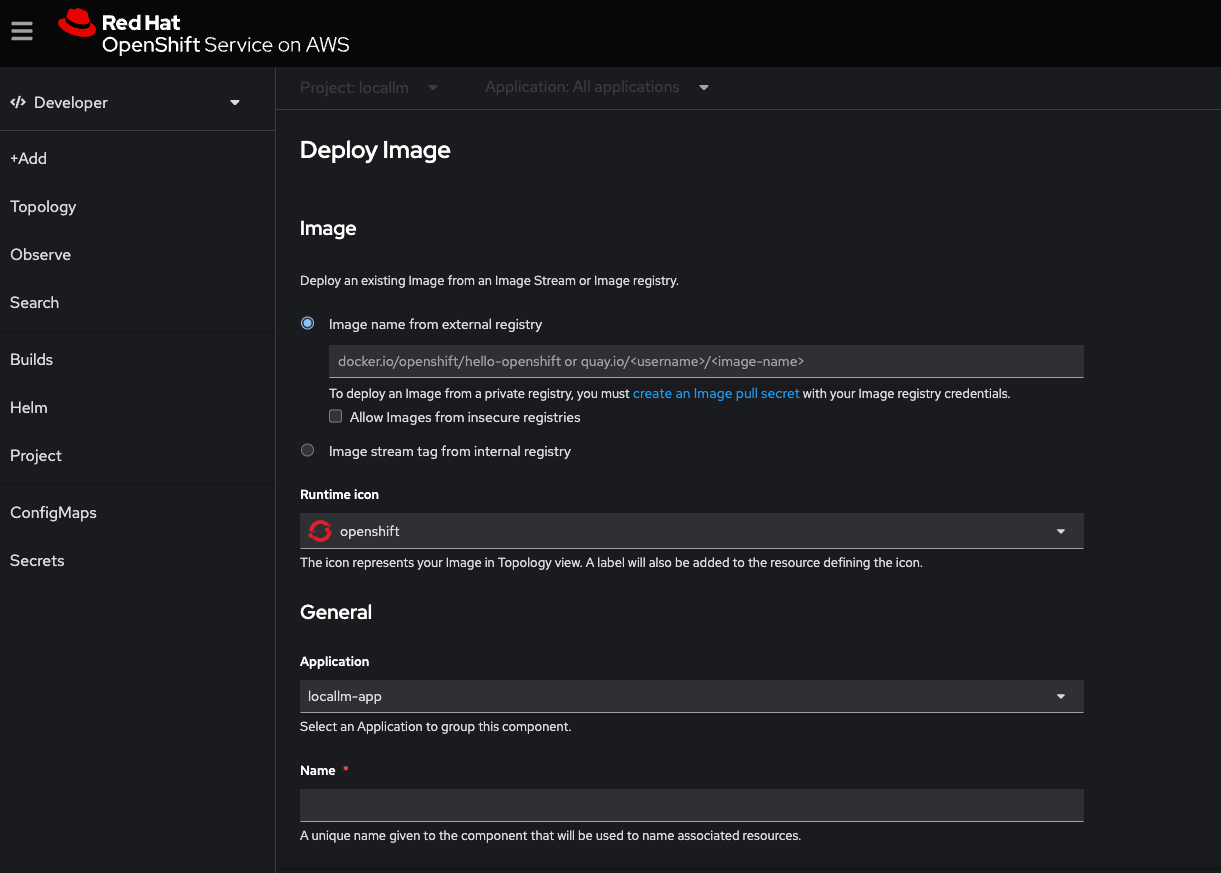 Red Hat
OpenShift Service on AWS
Developer
Project: locallm
Application: All applications
+Add
Topology
Observe
Search
Builds
Helm
Project
ConfigMaps
Secrets
Deploy Image
Image
Deploy an existing Image from an Image Stream or Image registry.
Image name from external registry
docker.io/openshift/hello-openshift or quay.io/<username>/<image-name>
To deploy an Image from a private registry, you must create an Image pull secret with your Image registry credentials.
Allow Images from insecure registries
Image stream tag from internal registry
Runtime icon
openshift
The icon represents your Image in Topology view. A label will also be added to the resource defining the icon.
General
Application
locallm-app
Select an Application to group this component.
Name *
A unique name given to the component that will be used to name associated resources.